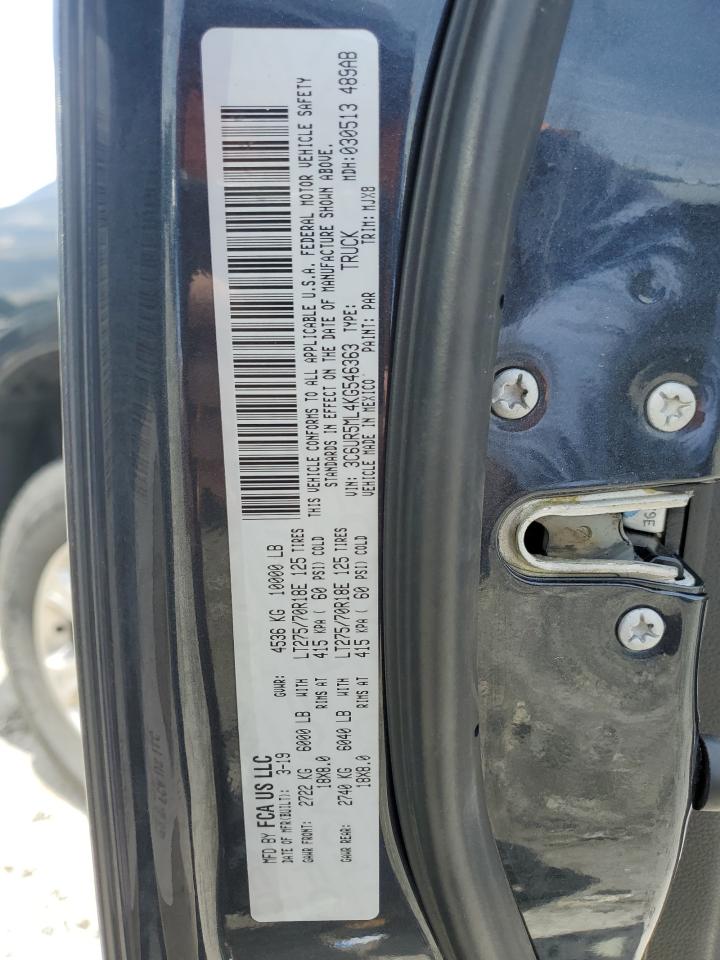 MFD BY FCA US LLC
DATE OF MFR(BUILT): 3-19 GVWR: 4536 KG 10000 LB
GAWR FRONT: 2722 KG 6000 LB WITH LT275/70R18E 125 TIRES
18X8.0 RIMS AT 415 KPA ( 60 PSI) COLD
GAWR REAR: 2740 KG 6040 LB WITH LT275/70R18E 125 TIRES
18X8.0 RIMS AT 415 KPA ( 60 PSI) COLD
THIS VEHICLE CONFORMS TO ALL APPLICABLE U.S.A. FEDERAL MOTOR VEHICLE SAFETY
STANDARDS IN EFFECT ON THE DATE OF MANUFACTURE SHOWN ABOVE.
VIN: 3C6UR5ML4KG546363 TYPE: TRUCK MDH: 030513 489AB
VEHICLE MADE IN MEXICO PAINT: PAR TRIM: MJX8